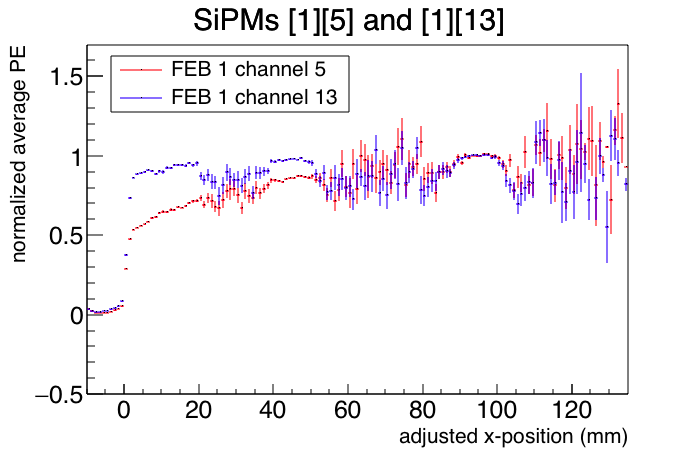 SiPMs [1][5] and [1][13]
normalized average PE
FEB 1 channel 5
FEB 1 channel 13
1.5
1
0.5
0
−0.5
0 20 40 60 80 100 120
adjusted x-position (mm)